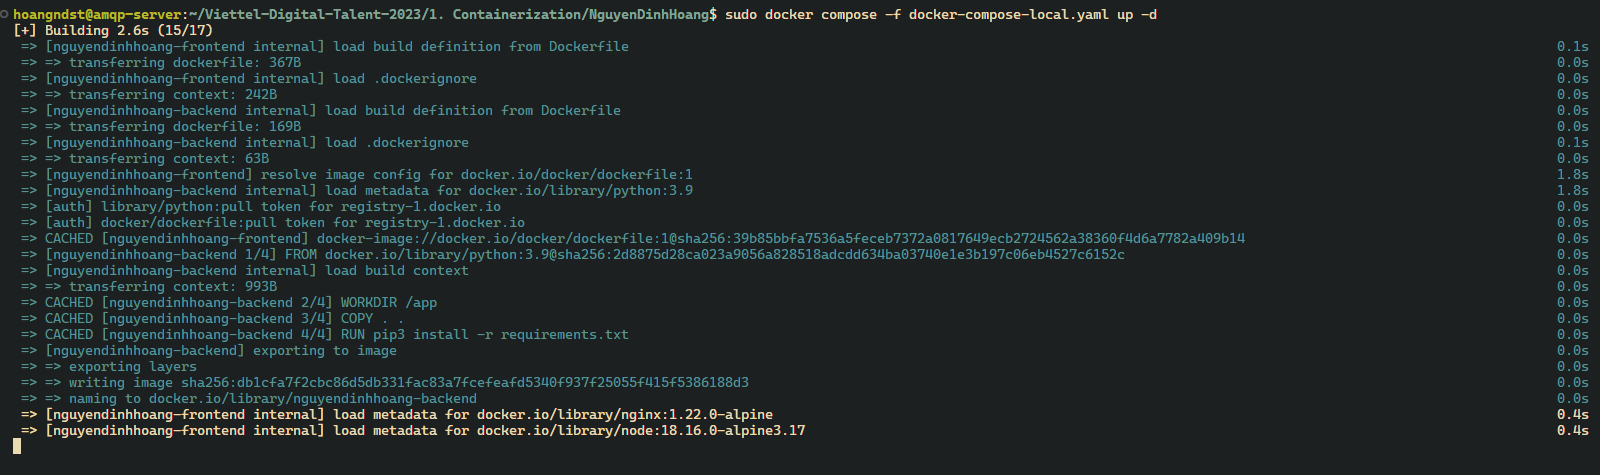 hoangndst@amqp-server:~/Viettel-Digital-Talent-2023/1. Containerization/NguyenDinhHoang$ sudo docker compose -f docker-compose-local.yaml up -d
[+] Building 2.6s (15/17)
=> [nguyendinhhoang-frontend internal] load build definition from Dockerfile 0.1s
=> => transferring dockerfile: 367B 0.0s
=> [nguyendinhhoang-frontend internal] load .dockerignore 0.0s
=> => transferring context: 242B 0.0s
=> [nguyendinhhoang-backend internal] load build definition from Dockerfile 0.0s
=> => transferring dockerfile: 169B 0.0s
=> [nguyendinhhoang-backend internal] load .dockerignore 0.1s
=> => transferring context: 63B 0.0s
=> [nguyendinhhoang-frontend] resolve image config for docker.io/docker/dockerfile:1 1.8s
=> [nguyendinhhoang-backend internal] load metadata for docker.io/library/python:3.9 1.8s
=> [auth] library/python:pull token for registry-1.docker.io 0.0s
=> [auth] docker/dockerfile:pull token for registry-1.docker.io 0.0s
=> CACHED [nguyendinhhoang-frontend] docker-image://docker.io/docker/dockerfile:1@sha256:39b85bbfa7536a5feceb7372a0817649ecb2724562a38360f4d6a7782a409b14 0.0s
=> [nguyendinhhoang-backend 1/4] FROM docker.io/library/python:3.9@sha256:2d8875d28ca023a9056a828518adcdd634ba03740e1e3b197c06eb4527c6152c 0.0s
=> [nguyendinhhoang-backend internal] load build context 0.0s
=> => transferring context: 993B 0.0s
=> CACHED [nguyendinhhoang-backend 2/4] WORKDIR /app 0.0s
=> CACHED [nguyendinhhoang-backend 3/4] COPY . . 0.0s
=> CACHED [nguyendinhhoang-backend 4/4] RUN pip3 install -r requirements.txt 0.0s
=> [nguyendinhhoang-backend] exporting to image 0.0s
=> => exporting layers 0.0s
=> => writing image sha256:db1cfa7f2cbc86d5db331fac83a7fcefeafd5340f937f25055f415f5386188d3 0.0s
=> => naming to docker.io/library/nguyendinhhoang-backend 0.0s
=> [nguyendinhhoang-frontend internal] load metadata for docker.io/library/nginx:1.22.0-alpine 0.4s
=> [nguyendinhhoang-frontend internal] load metadata for docker.io/library/node:18.16.0-alpine3.17 0.4s